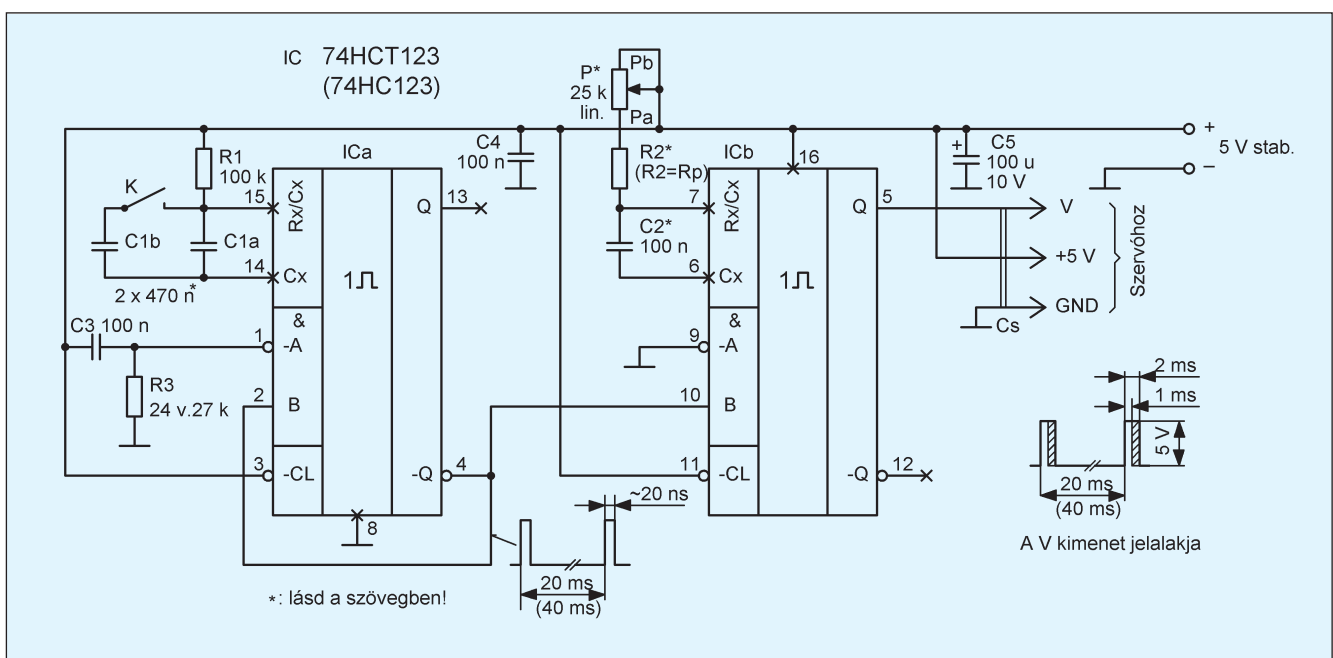 IC 74HCT123
(74HC123)
P*
25 k
lin.
Pb
Pa
R1
100 k
ICa
C4
100 n
R2*
(R2=Rp)
ICb
16
+
C5
100 u
10 V
+
5 V stab.
–
K
15
Rx/Cx
Q
13
7
Rx/Cx
Q
5
V
C1b
C1a
C2*
100 n
14
Cx
1
6
Cx
1
+5 V
Szervóhoz
2 x 470 n*
C3 100 n
&
&
GND
Cs
1
-A
9
-A
R3
24 v.27 k
2
B
10
B
2 ms
1 ms
5 V
3
-CL
-Q
4
11
-CL
-Q
12
~20 ns
20 ms
(40 ms)
8
A V kimenet jelalakja
20 ms
(40 ms)
*: lásd a szövegben!